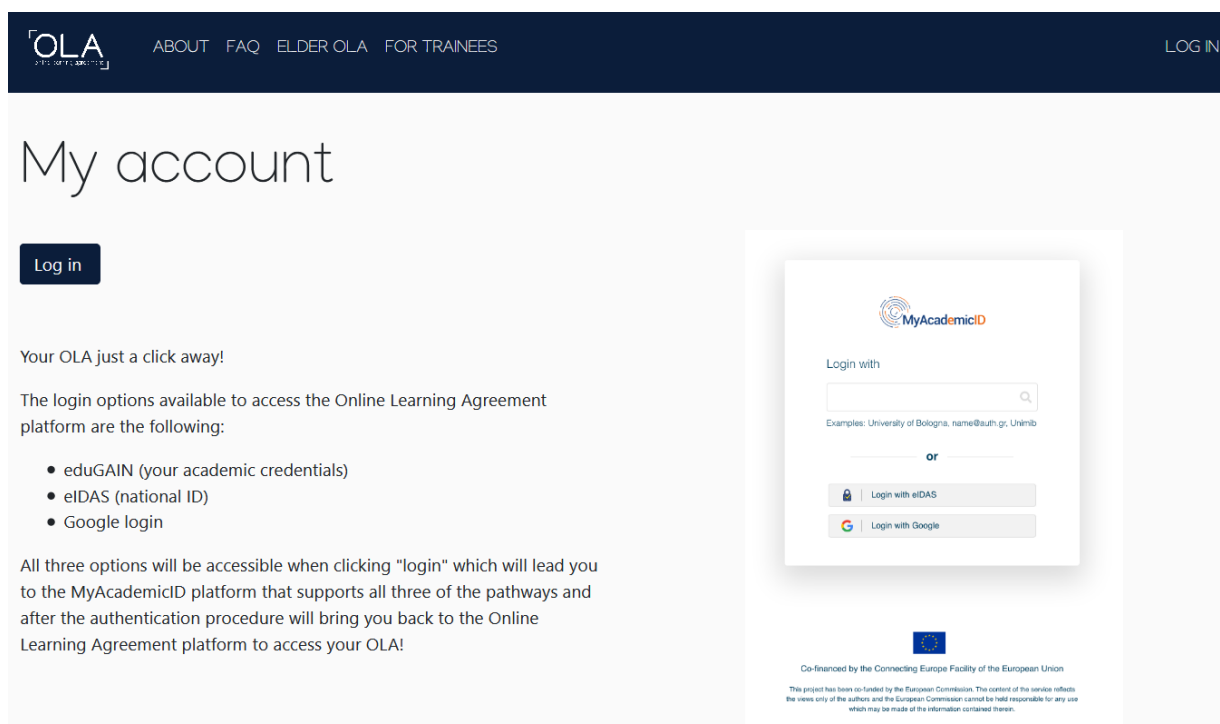 OLA
ABOUT FAQ ELDER OLA FOR TRAINEES
LOG IN
My account
Log in
Your OLA just a click away!
The login options available to access the Online Learning Agreement
platform are the following:
eduGAIN (your academic credentials)
eIDAS (national ID)
Google login
All three options will be accessible when clicking "login" which will lead you
to the MyAcademicID platform that supports all three of the pathways and
after the authentication procedure will bring you back to the Online
Learning Agreement platform to access your OLA!
MyAcademicID
Login with
Examples: University of Bologna, name@auth.gr, Unimib
or
Login with eIDAS
Login with Google
Co-financed by the Connecting Europe Facility of the European Union
This project has been co-funded by the European Commission. The content of the service reflects
the views only of the authors and the European Commission cannot be held responsible for any use
which may be made of the information contained therein.